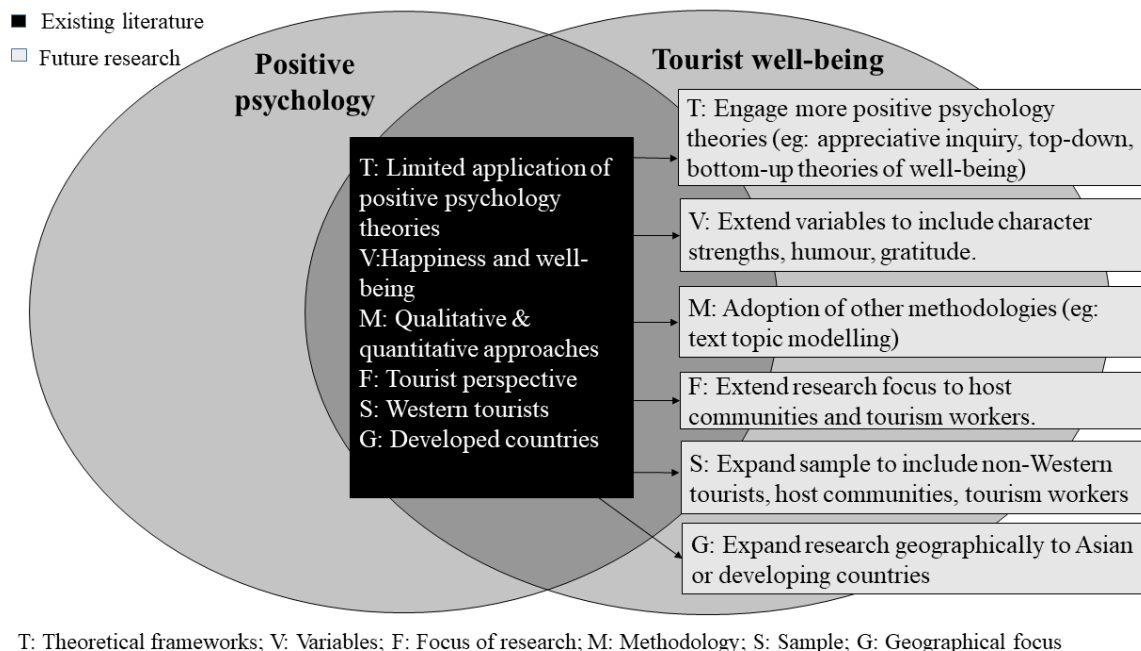 Existing literature
Future research
Positive
psychology
Tourist well-being
T: Limited application of
positive psychology
theories
V:Happiness and well-
being
M: Qualitative &
quantitative approaches
F: Tourist perspective
S: Western tourists
G: Developed countries
T: Engage more positive psychology
theories (eg: appreciative inquiry, top-down,
bottom-up theories of well-being)
V: Extend variables to include character
strengths, humour, gratitude.
M: Adoption of other methodologies (eg:
text topic modelling)
F: Extend research focus to host
communities and tourism workers.
S: Expand sample to include non-Western
tourists, host communities, tourism workers
G: Expand research geographically to Asian
or developing countries
T: Theoretical frameworks; V: Variables; F: Focus of research; M: Methodology; S: Sample; G: Geographical focus